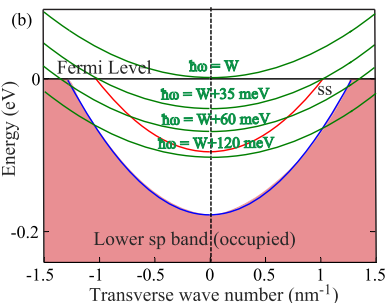 (b)
Fermi Level
ħω = W
0
ħω = W+35 meV
ss
ħω = W+60 meV
ħω = W+120 meV
Energy (eV)
-0.2
Lower sp band (occupied)
-1.5 -1 -0.5 0 0.5 1 1.5
Transverse wave number (nm-1)